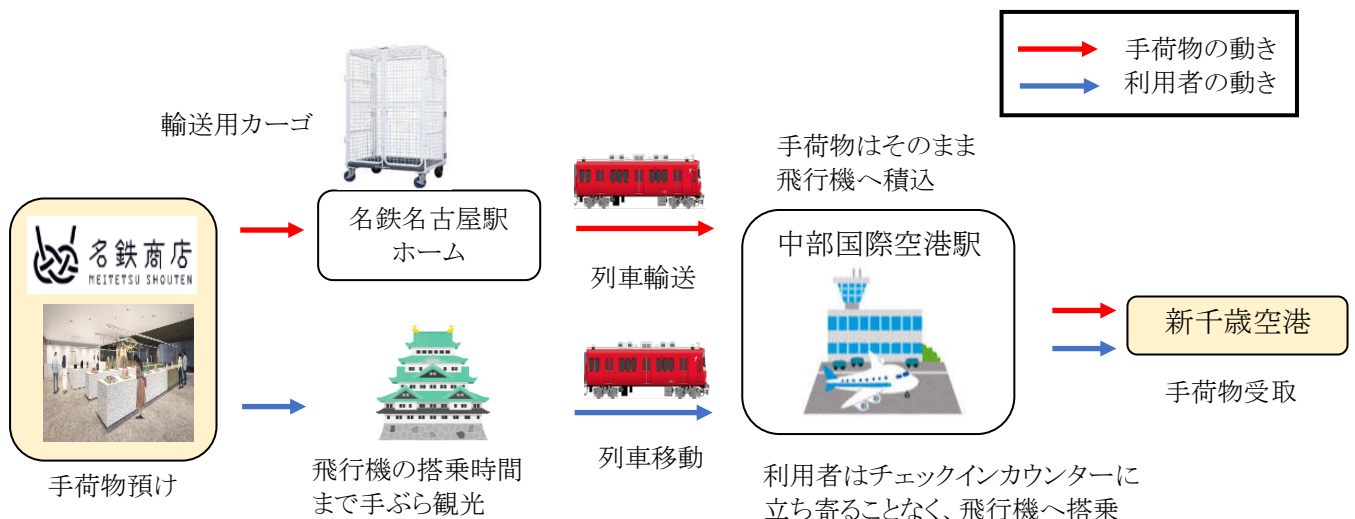 手荷物の動き
利用者の動き
輸送用カーゴ
手荷物はそのまま
飛行機へ積込
名鉄商店
MEITETSU SHOUTEN
名鉄名古屋駅
ホーム
列車輸送
中部国際空港駅
新千歳空港
手荷物受取
手荷物預け
飛行機の搭乗時間
まで手ぶら観光
列車移動
利用者はチェックインカウンターに
立ち寄ることなく、飛行機へ搭乗